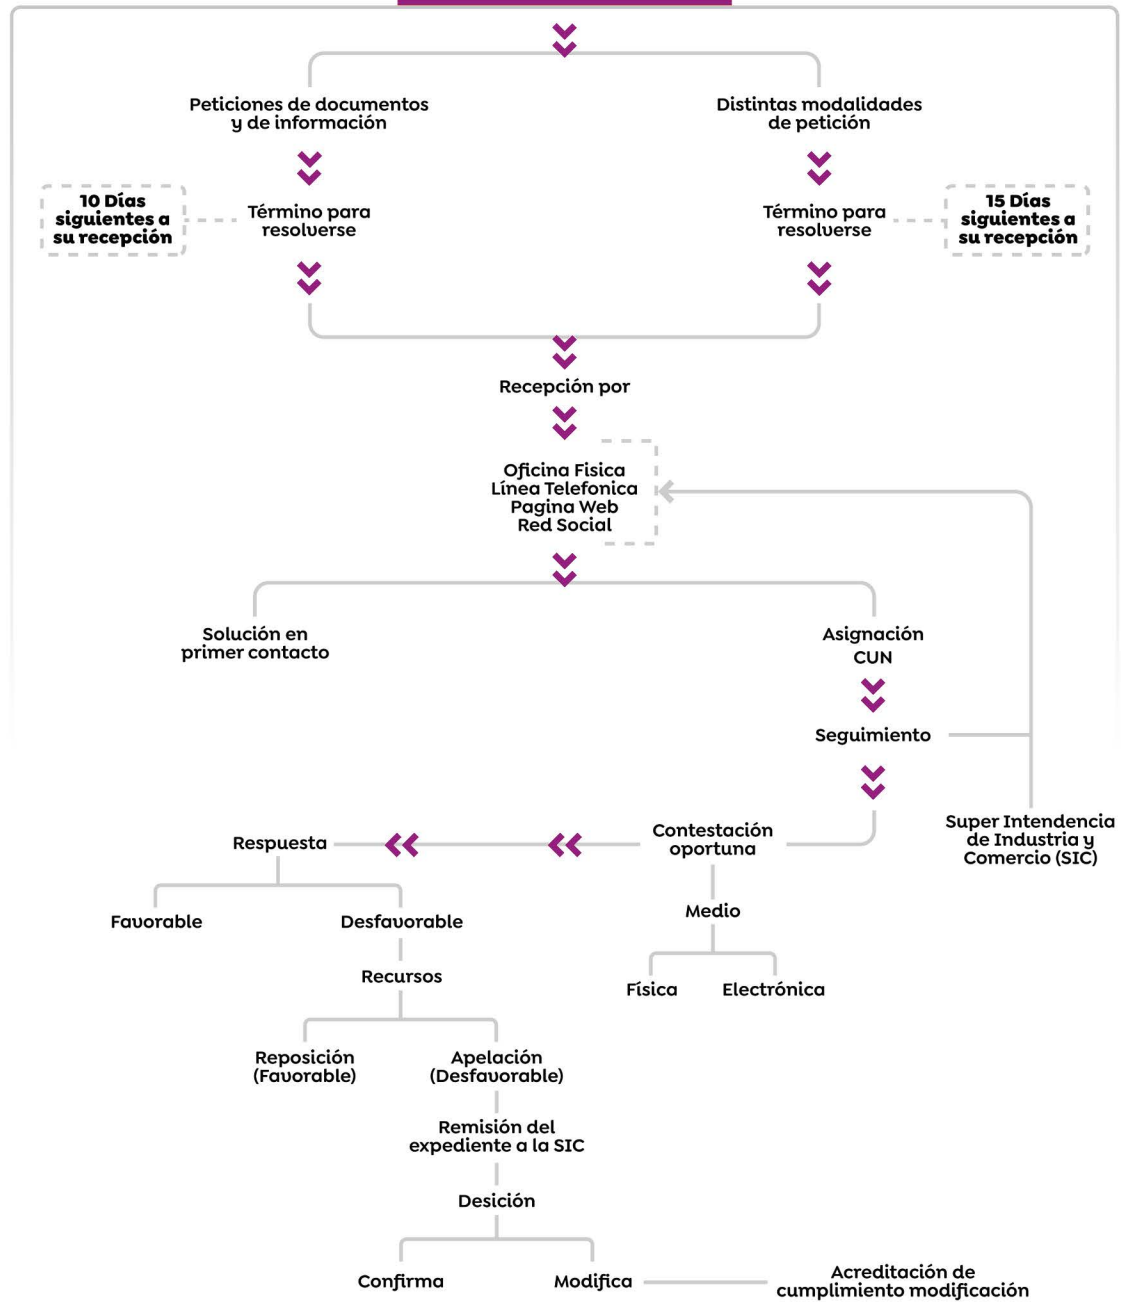 Peticiones de documentos
y de información
Distintas modalidades
de petición
10 Días
siguientes a
su recepción
Término para
resolverse
Término para
resolverse
15 Días
siguientes a
su recepción
Recepción por
Oficina Fisica
Línea Telefonica
Pagina Web
Red Social
Solución en
primer contacto
Asignación
CUN
Seguimiento
Super Intendencia
de Industria y
Comercio (SIC)
Contestación
oportuna
Respuesta
Favorable
Desfavorable
Medio
Física
Electrónica
Recursos
Reposición
(Favorable)
Apelación
(Desfavorable)
Remisión del
expediente a la SIC
Desición
Confirma
Modifica
Acreditación de
cumplimiento modificación